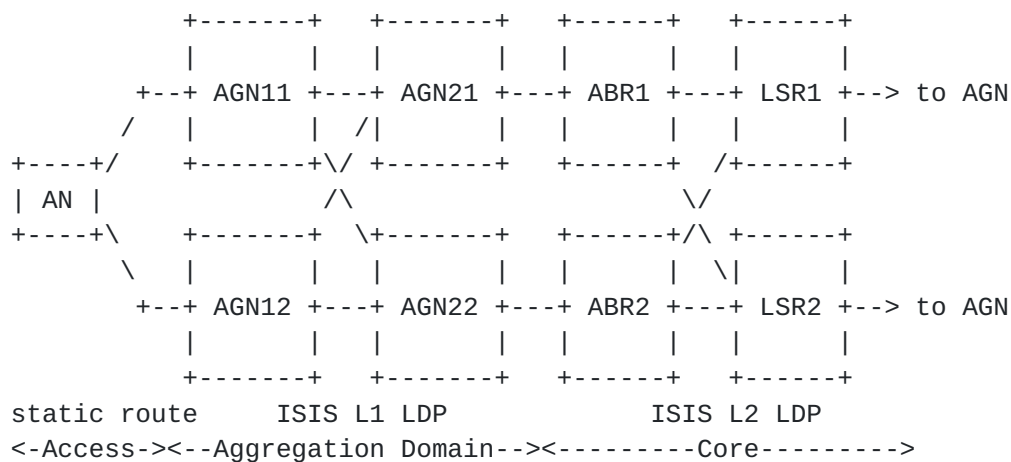 AGN11 AGN21 ABR1 LSR1 --> to AGN
AN
AGN12 AGN22 ABR2 LSR2 --> to AGN
static route ISIS L1 LDP ISIS L2 LDP
<-Access-><--Aggregation Domain--><---------Core--------->